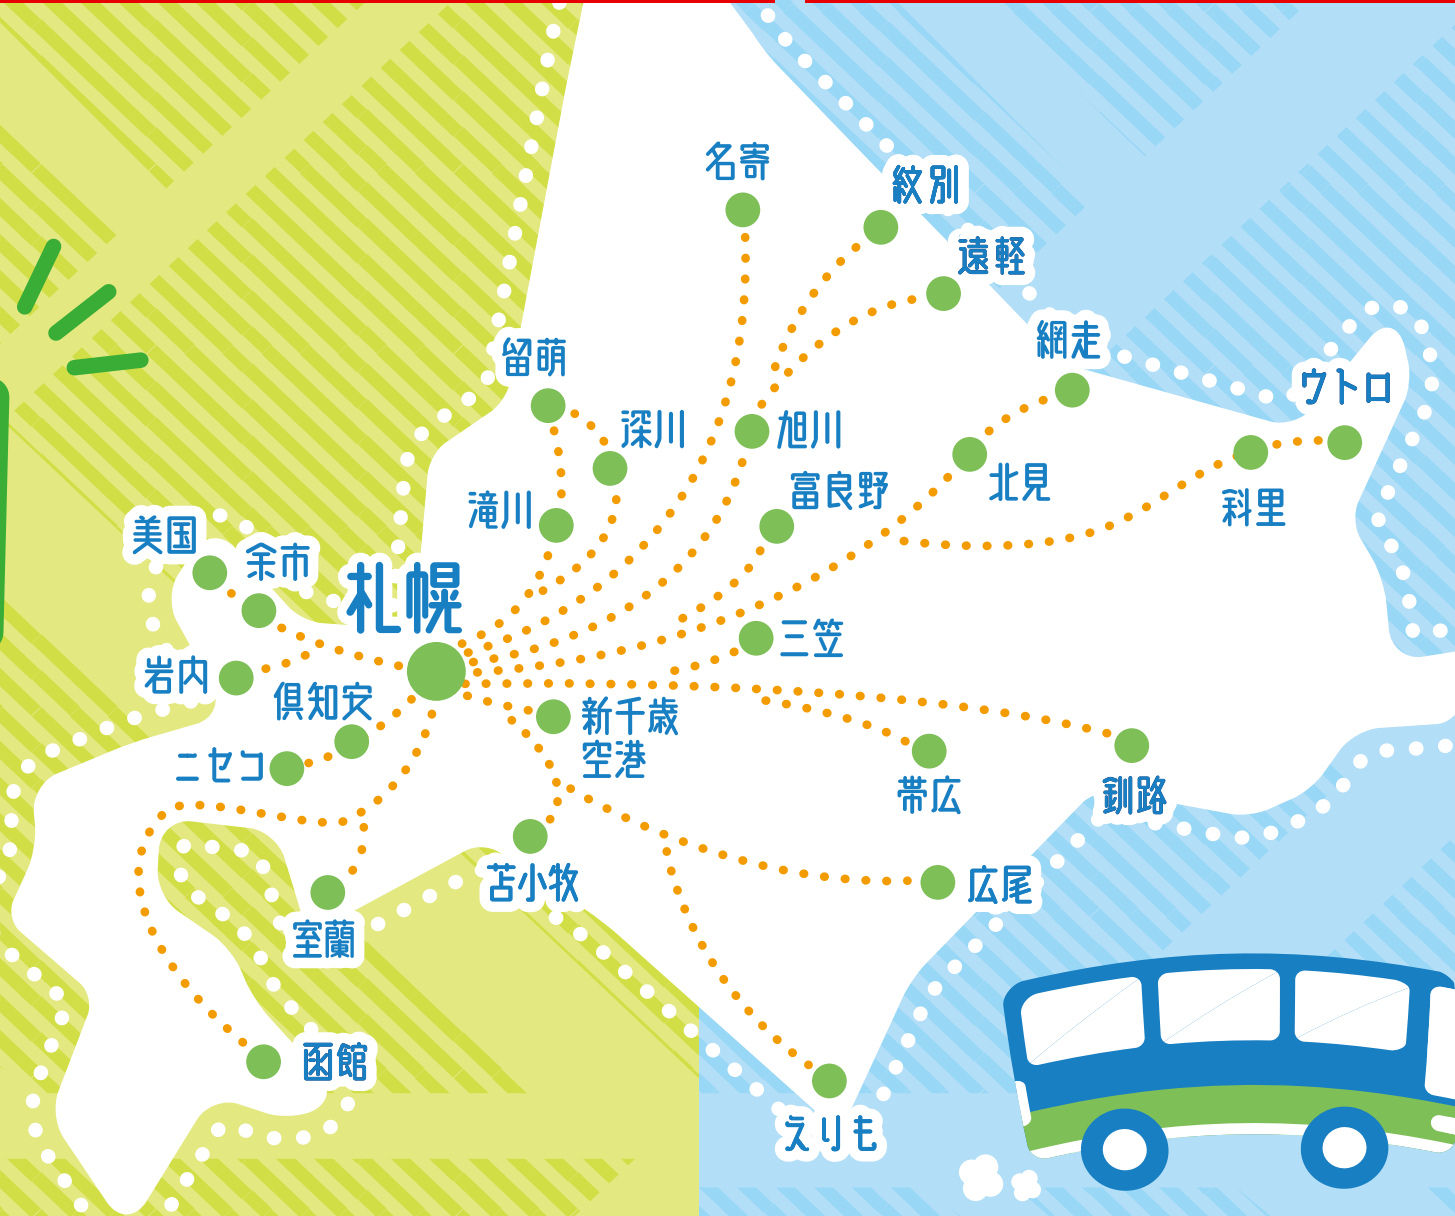 名寄
紋別
遠軽
網走
留萌
ウトロ
深川
旭川
北見
富良野
滝川
科里
美国
余市
札幌
三笠
岩内
倶知安
新千歳
空港
ニセコ
帯広
釧路
苫小牧
広尾
室蘭
函館
えりも